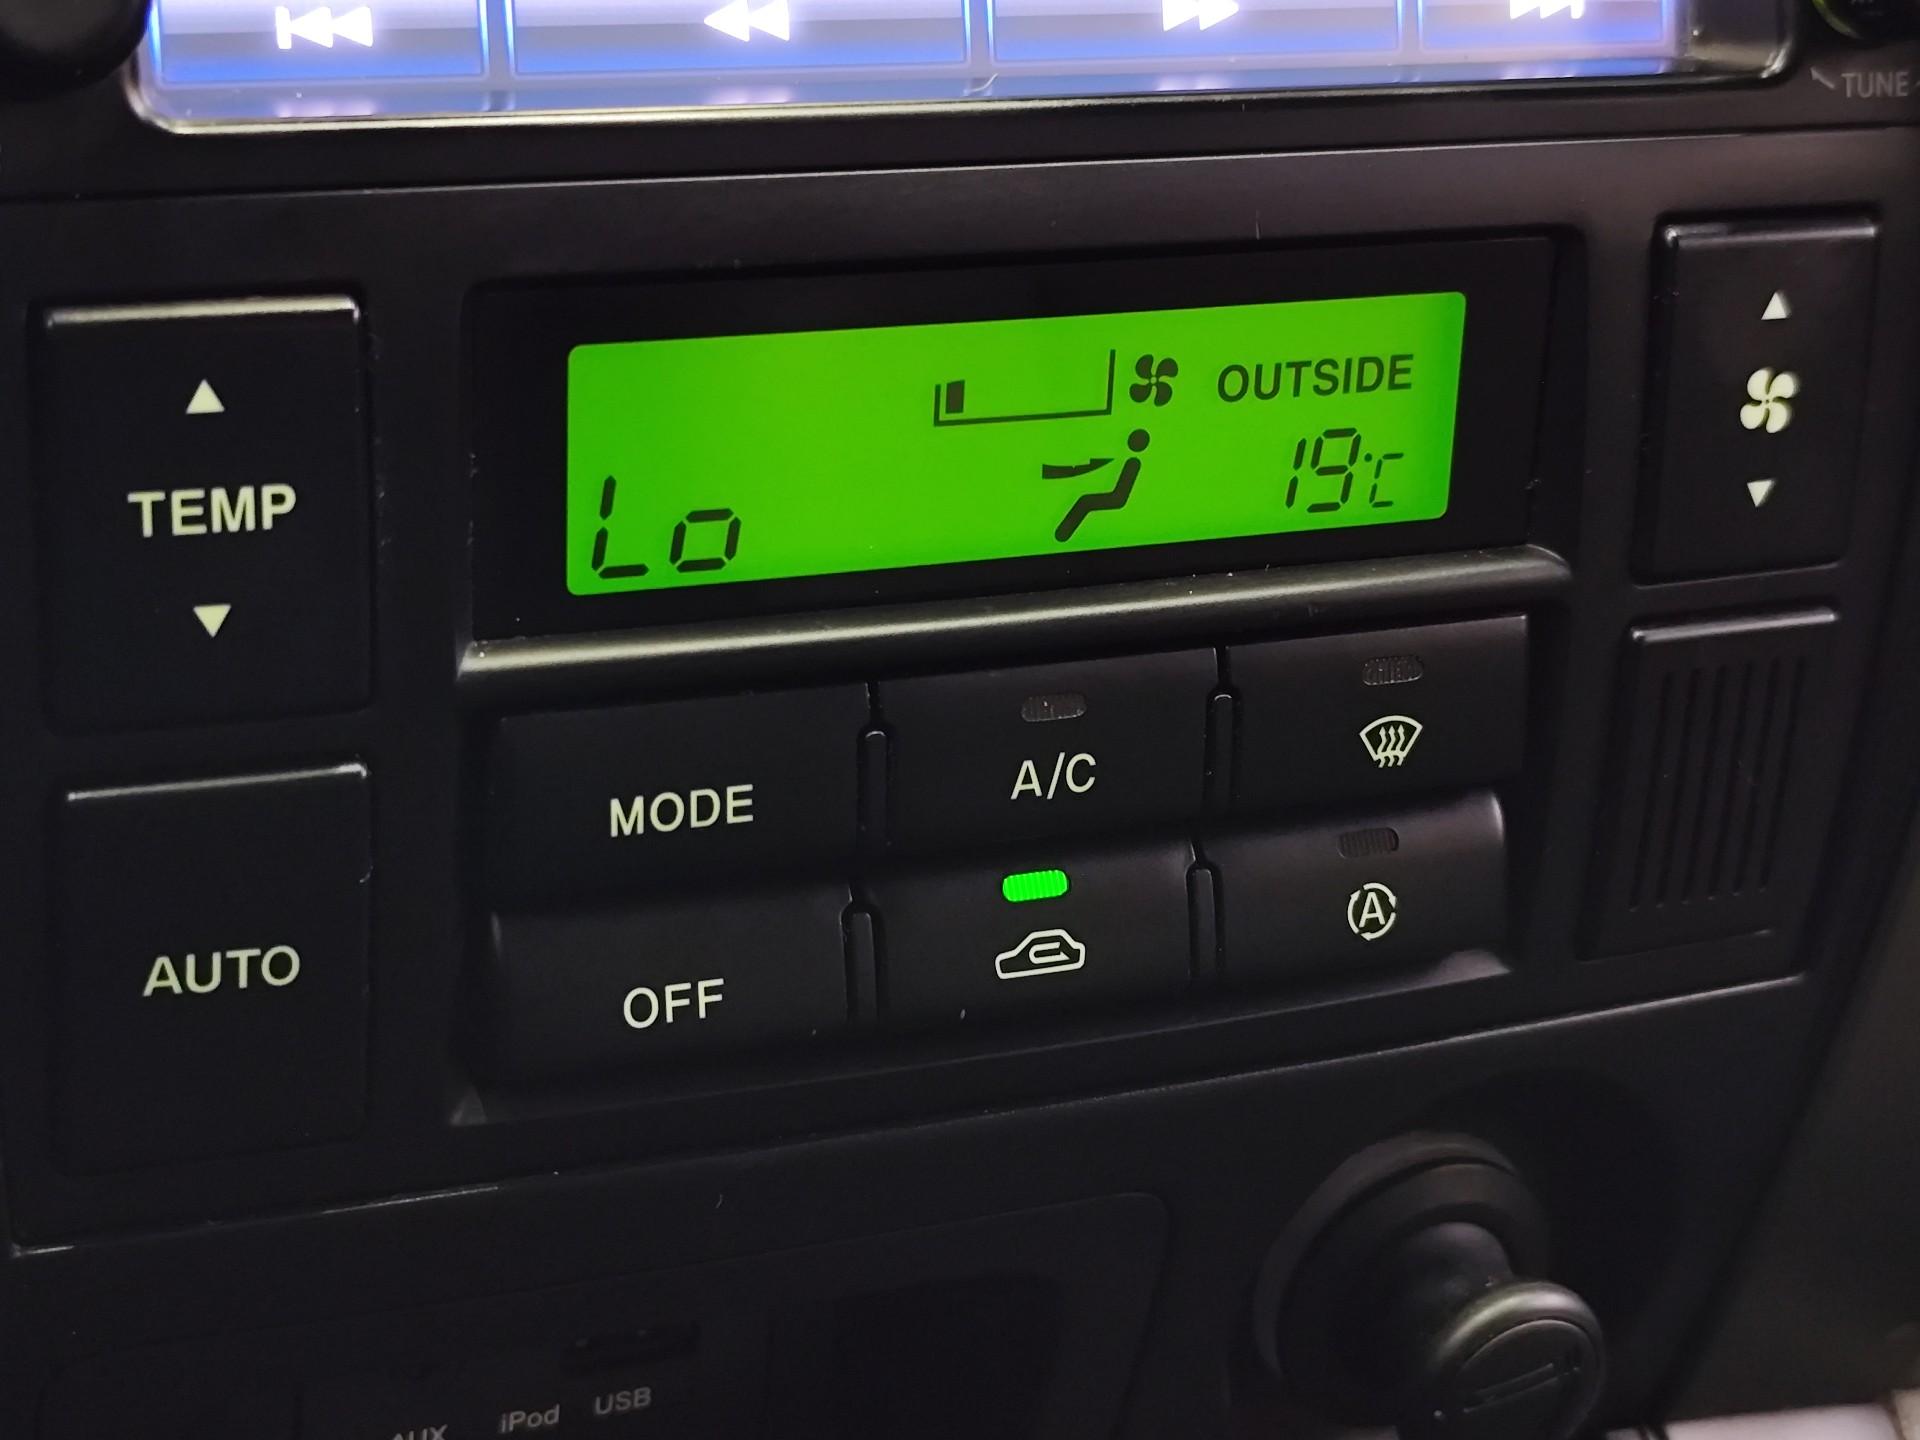 TUNE
OUTSIDE
Lo
19°C
TEMP
MODE
A/C
AUTO
OFF
A
AUX
iPod
USB